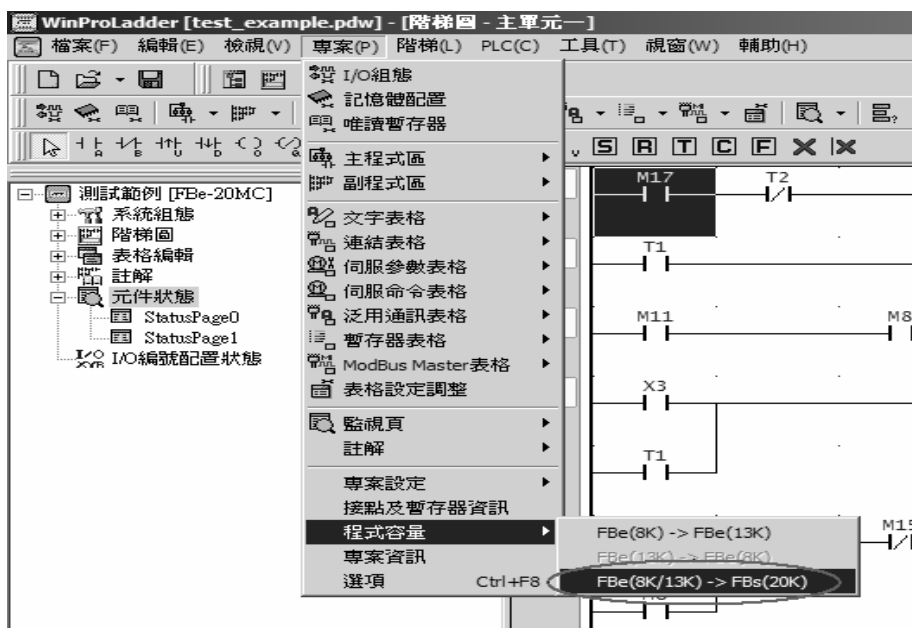 WinProLadder [test_example.pdw] - [階梯圖 - 主單元一]
檔案(F) 編輯(E) 檢視(V) 專案(P) 階梯(L) PLC(C) 工具(T) 視窗(W) 輔助(H)
I/O組態
記憶體配置
唯讀暫存器
主程式區
副程式區
文字表格
連結表格
伺服參數表格
伺服命令表格
泛用通訊表格
暫存器表格
ModBus Master表格
表格設定調整
監視頁
註解
專案設定
接點及暫存器資訊
程式容量
專案資訊
選項 Ctrl+F8
FBe(8K) -> FBe(13K)
FBe(13K) -> FBe(8K)
FBe(8K/13K) -> FBs(20K)
測試範例 [FBe-20MC]
系統組態
階梯圖
表格編輯
註解
元件狀態
StatusPage0
StatusPage1
I/O編號配置狀態
S R T C F
M17 T2
T1
M11 M8
X3
T1
M15